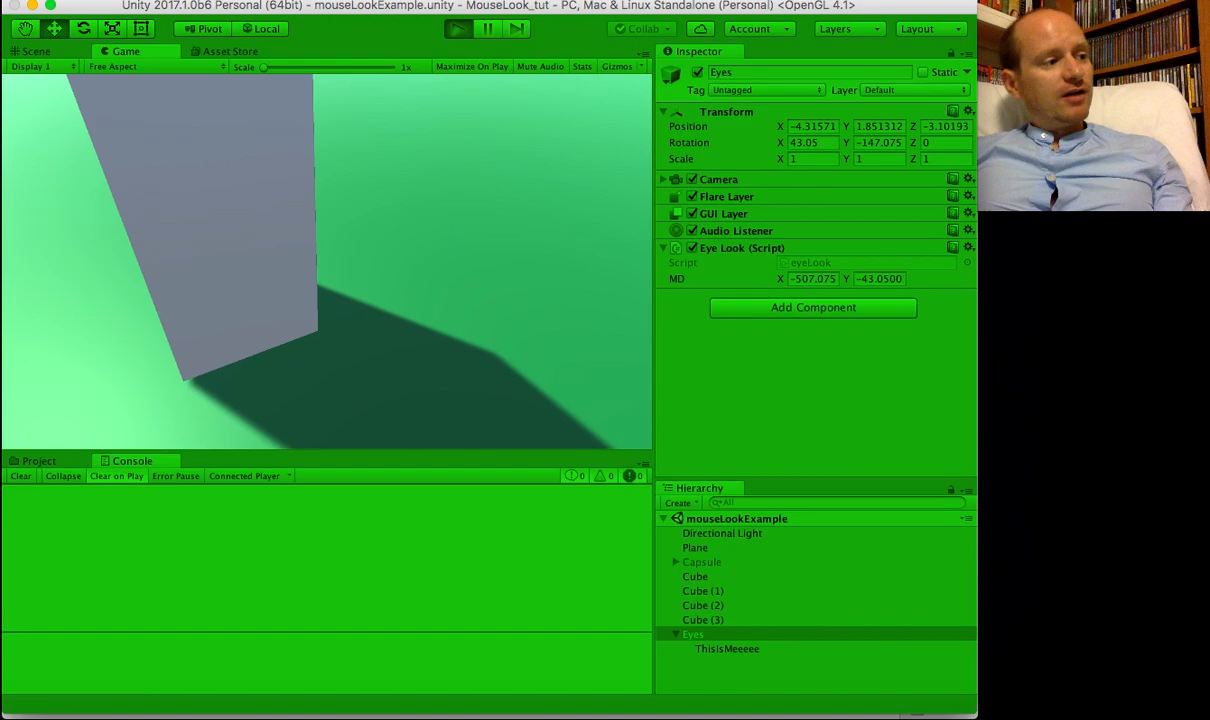 Unity 2017.1.0b6 Personal (64bit) - mouseLookExample.unity - MouseLook_tut - PC, Mac & Linux Standalone (Personal) <OpenGL 4.1>
Pivot Local Collab Account Layers Layout
Scene Game Asset Store
Display 1 Free Aspect Scale 1x Maximize On Play Mute Audio Stats Gizmos
Inspector
Eyes Static
Tag Untagged Layer Default
Transform
Position X -4.31571 Y 1.851312 Z -3.10193
Rotation X 43.05 Y -147.075 Z 0
Scale X 1 Y 1 Z 1
Camera
Flare Layer
GUI Layer
Audio Listener
Eye Look (Script)
Script eyeLook
MD X -507.075 Y -43.0500
Add Component
Project Console
Clear Collapse Clear on Play Error Pause Connected Player 0 0 0
Hierarchy
Create All
mouseLookExample
Directional Light
Plane
Capsule
Cube
Cube (1)
Cube (2)
Cube (3)
Eyes
ThisIsMeeeee